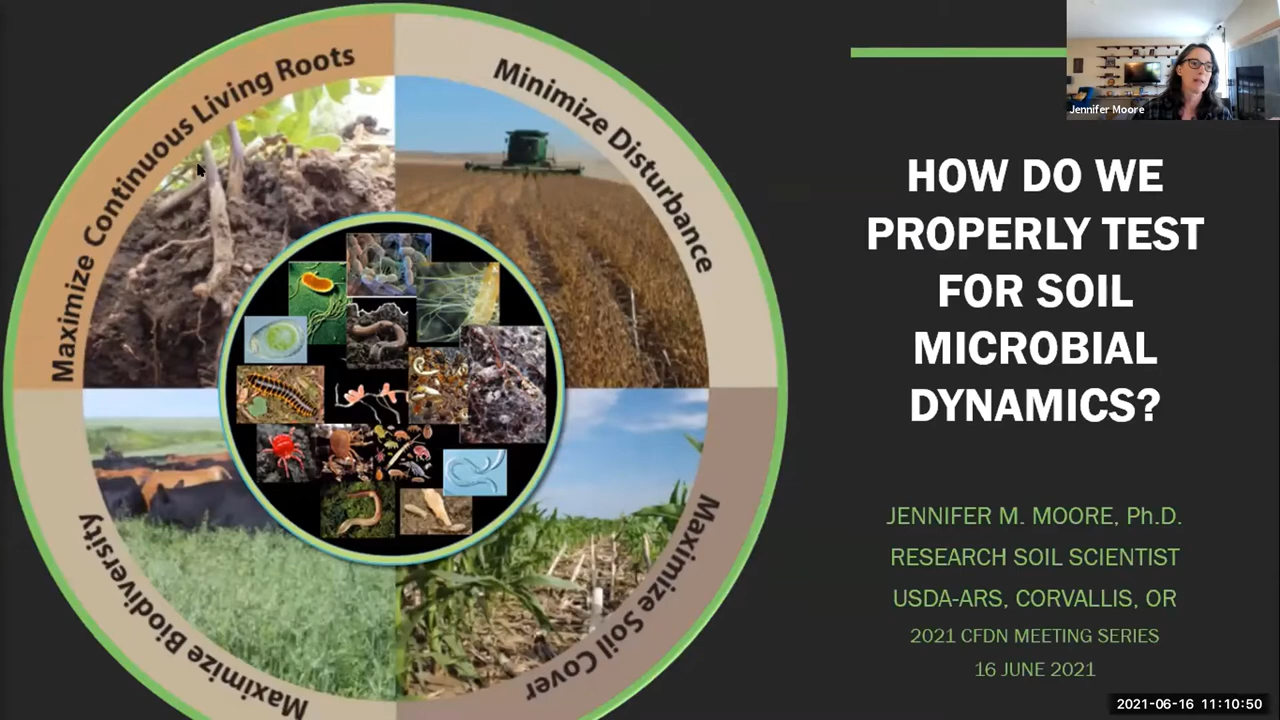 Maximize Continuous Living Roots
Minimize Disturbance
Maximize Biodiversity
Maximize Soil Cover
Jennifer Moore
HOW DO WE
PROPERLY TEST
FOR SOIL
MICROBIAL
DYNAMICS?
JENNIFER M. MOORE, Ph.D.
RESEARCH SOIL SCIENTIST
USDA-ARS, CORVALLIS, OR
2021 CFDN MEETING SERIES
16 JUNE 2021
2021-06-16 11:10:50